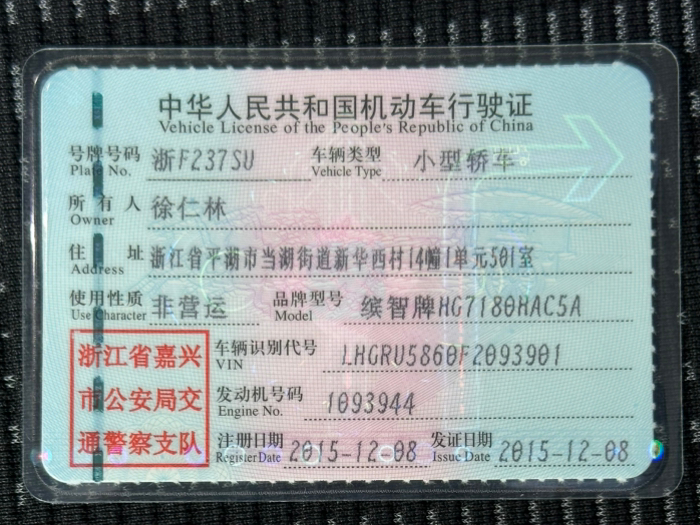 中华人民共和国机动车行驶证
Vehicle License of the People's Republic of China
号牌号码 浙F237SU 车辆类型 小型轿车
Plate No. Vehicle Type
所有人 徐仁林
Owner
住址 浙江省平湖市当湖街道新华西村14幢1单元501室
Address
使用性质 非营运 品牌型号 缤智牌HG7180HAC5A
Use Character Model
浙江省嘉兴 车辆识别代号 LHGRU5860F2093901
VIN
市公安局交 发动机号码 1093944
Engine No.
通警察支队 注册日期 2015-12-08 发证日期 2015-12-08
Register Date Issue Date